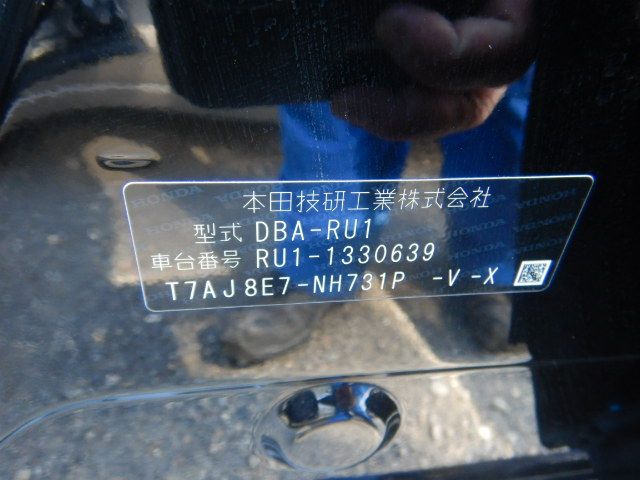 本田技研工業株式会社
型式 DBA-RU1
車台番号 RU1-1330639
T7AJ8E7-NH731P -V -X